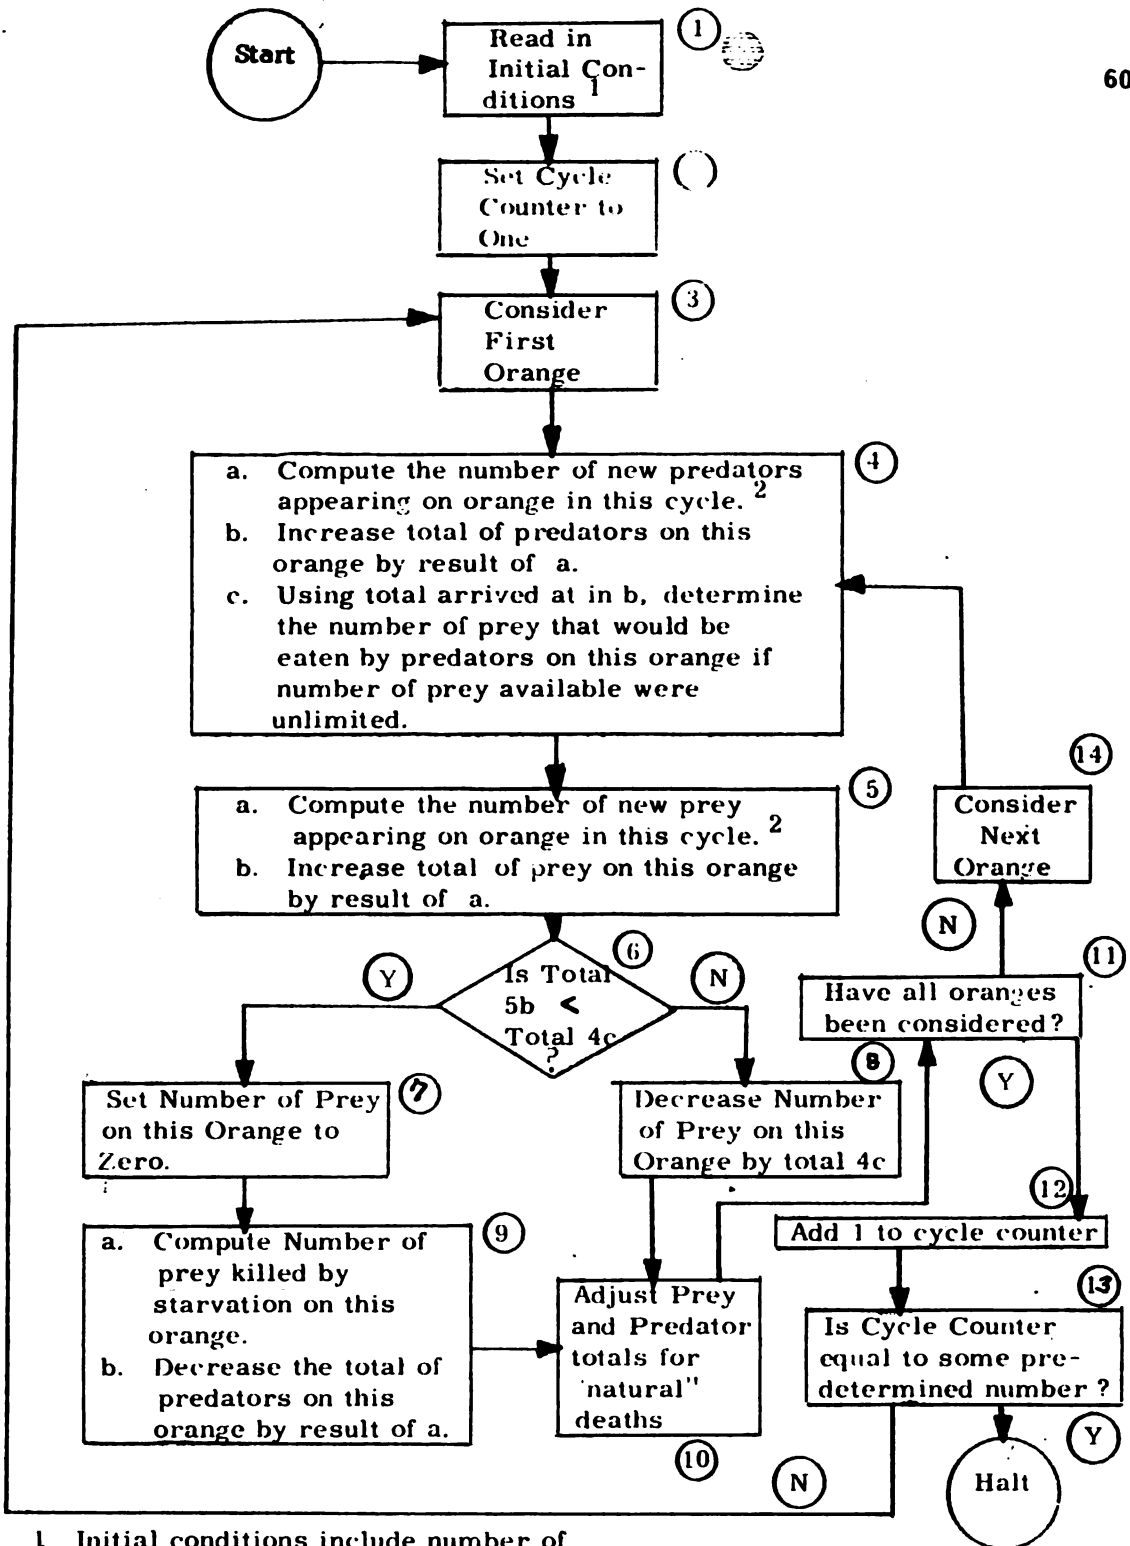 Start
Read in
Initial Con-
ditions 1
1
60
Set Cycle
Counter to
One
Consider
First
Orange
3
a. Compute the number of new predators
appearing on orange in this cycle. 2
b. Increase total of predators on this
orange by result of a.
c. Using total arrived at in b, determine
the number of prey that would be
eaten by predators on this orange if
number of prey available were
unlimited.
4
a. Compute the number of new prey
appearing on orange in this cycle. 2
b. Increase total of prey on this orange
by result of a.
5
14
Consider
Next
Orange
N
6
Is Total
5b <
Total 4c
?
Y
N
11
Have all oranges
been considered?
Y
7
Set Number of Prey
on this Orange to
Zero.
8
Decrease Number
of Prey on this
Orange by total 4c
12
Add 1 to cycle counter
9
a. Compute Number of
prey killed by
starvation on this
orange.
b. Decrease the total of
predators on this
orange by result of a.
Adjust Prey
and Predator
totals for
"natural"
deaths
10
13
Is Cycle Counter
equal to some pre-
determined number ?
N
Y
Halt
1 Initial conditions include number of